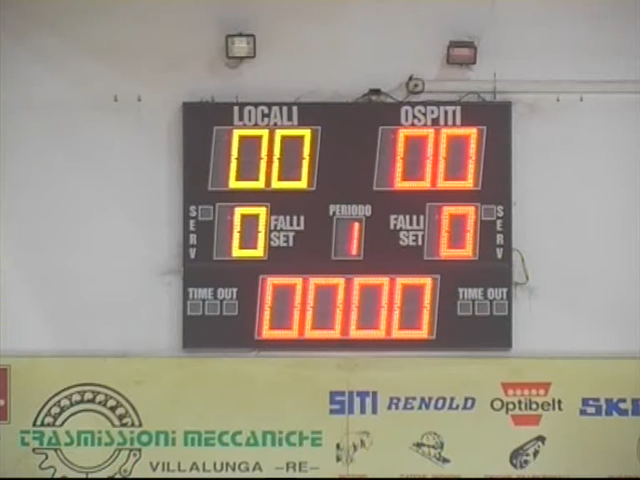 LOCALI OSPITI
00 00
SERV 0 FALLI SET PERIODO 1 FALLI SET 0 SERV
TIME OUT 0000 TIME OUT
SITI RENOLD Optibelt SKF
TRASMISSIONI MECCANICHE
VILLALUNGA -RE-